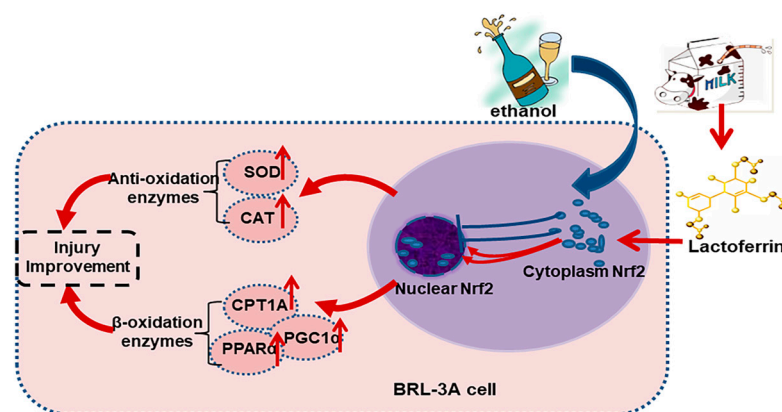 ethanol
MILK
Lactoferrin
Anti-oxidation
enzymes
SOD
CAT
Injury
Improvement
Nuclear Nrf2
Cytoplasm Nrf2
β-oxidation
enzymes
CPT1A
PGC1α
PPARα
BRL-3A cell